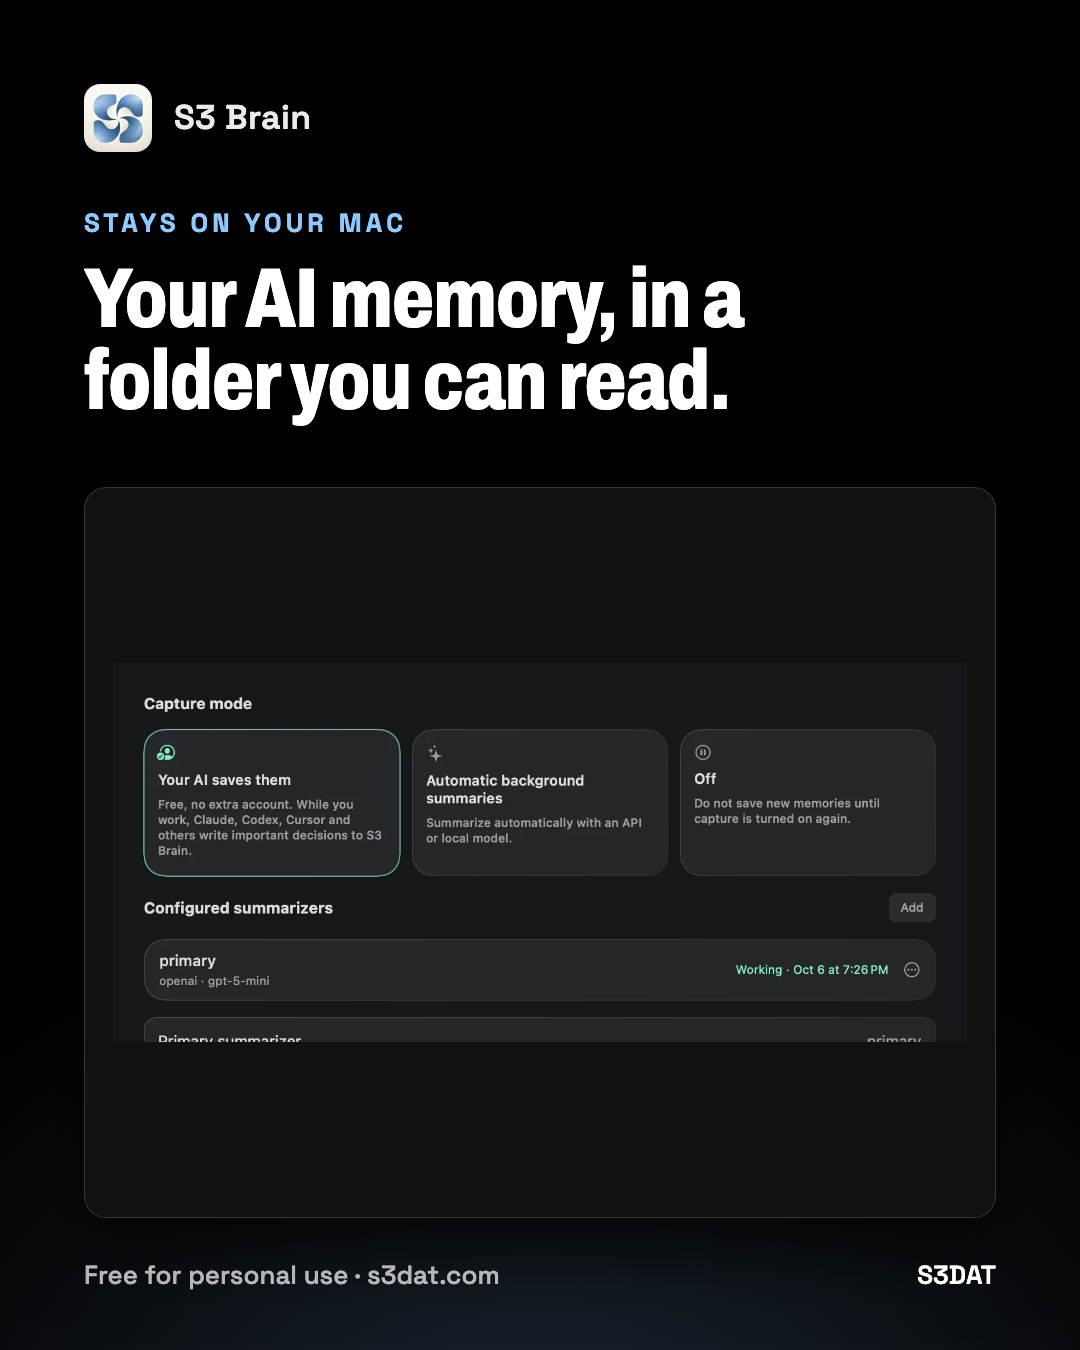 S3 Brain
STAYS ON YOUR MAC
Your AI memory, in a
folder you can read.
Capture mode
Your AI saves them
Free, no extra account. While you
work, Claude, Codex, Cursor and
others write important decisions to S3
Brain.
Automatic background
summaries
Summarize automatically with an API
or local model.
Off
Do not save new memories until
capture is turned on again.
Configured summarizers
Add
primary
openai · gpt-5-mini
Working · Oct 6 at 7:26 PM
Primary summarizer
primary
Free for personal use · s3dat.com
S3DAT